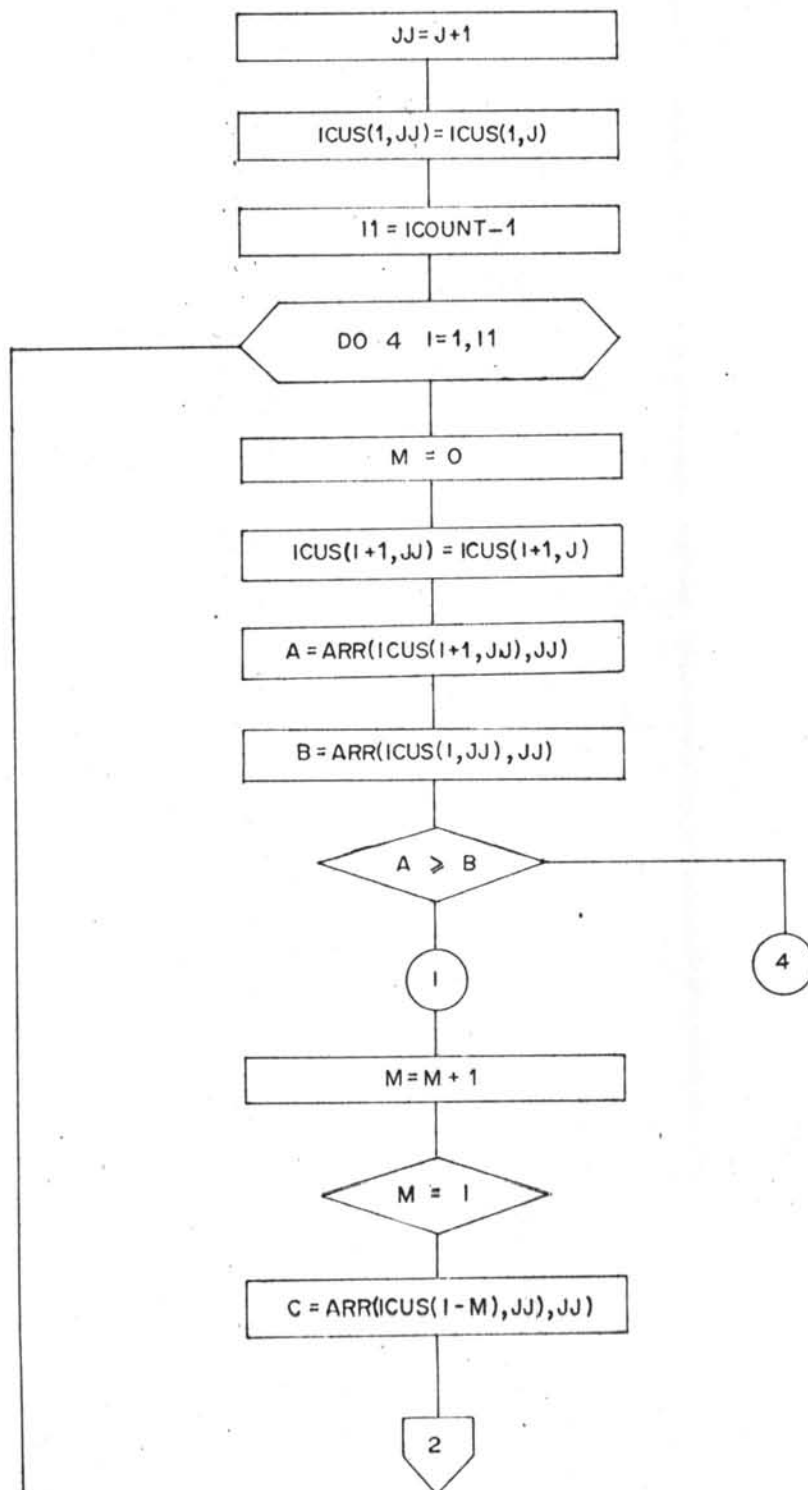 JJ = J+1
ICUS(1,JJ) = ICUS(1,J)
I1 = ICOUNT-1
DO 4 I=1,I1
M = 0
ICUS(I+1,JJ) = ICUS(I+1,J)
A = ARR(ICUS(I+1,JJ),JJ)
B = ARR(ICUS(I,JJ),JJ)
A ⩾ B
4
1
M = M + 1
M = I
C = ARR(ICUS(I-M),JJ),JJ)
2